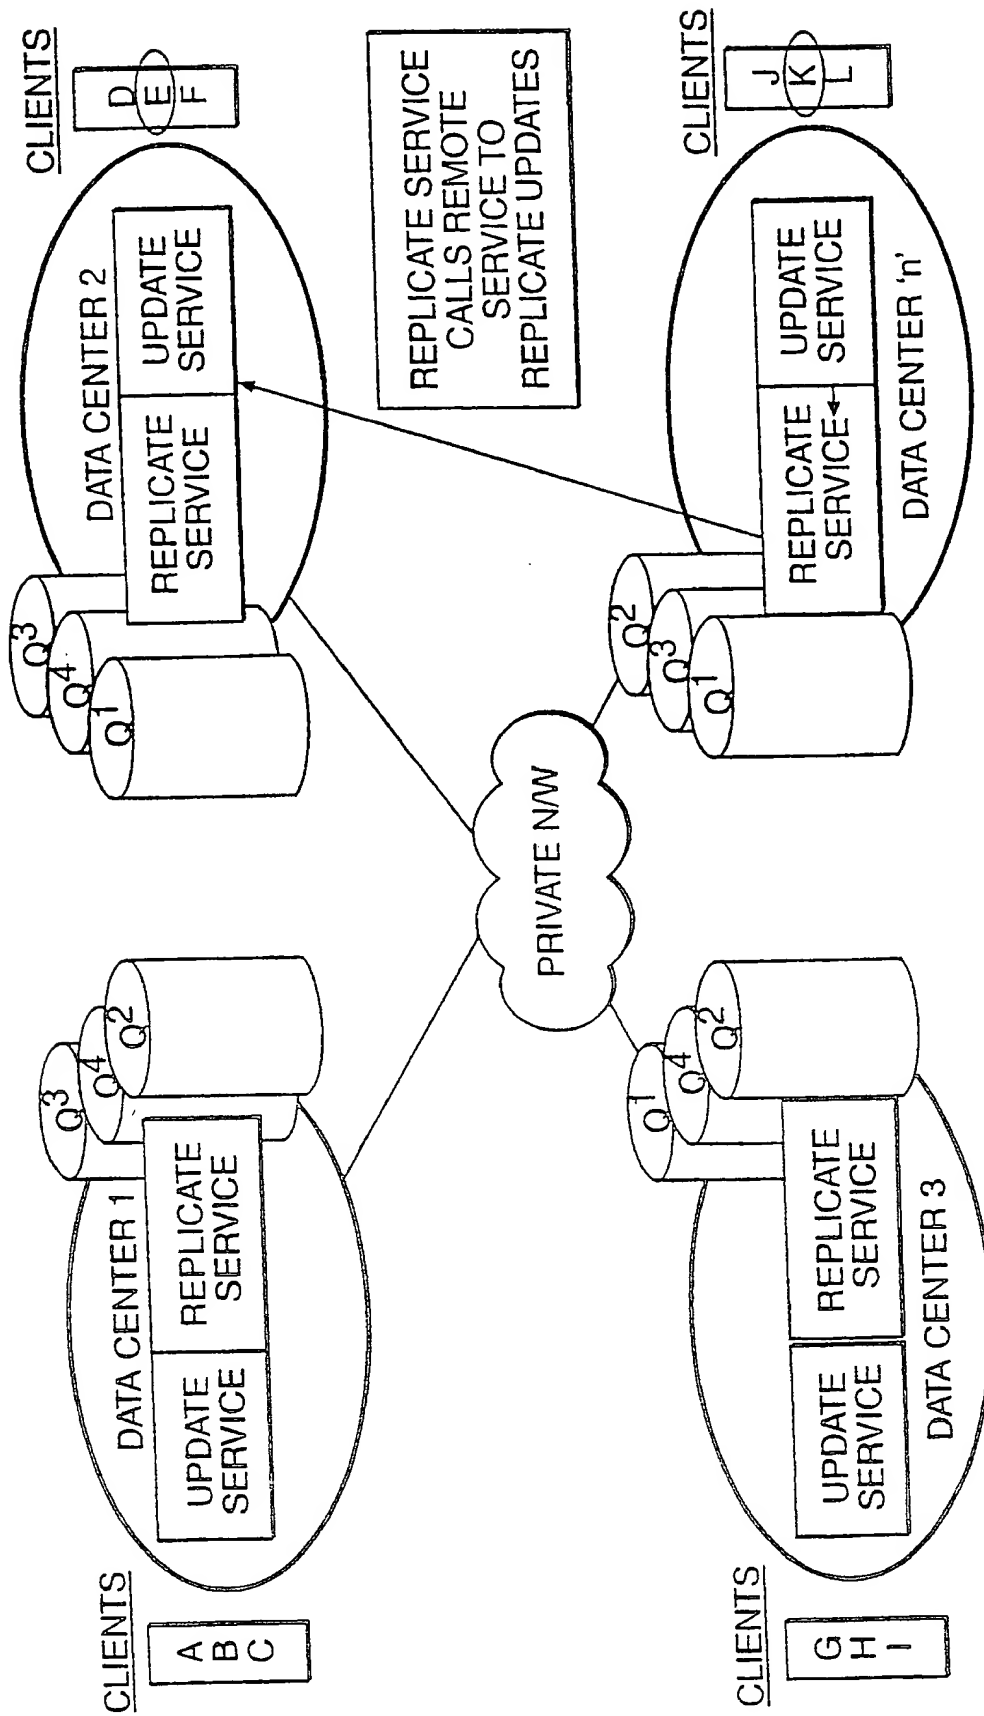 CLIENTS
A
B
C
DATA CENTER 1
UPDATE
SERVICE
REPLICATE
SERVICE
Q3
Q4
Q2
Q3
Q4
Q1
DATA CENTER 2
REPLICATE
SERVICE
UPDATE
SERVICE
CLIENTS
D
E
F
PRIVATE N/W
REPLICATE SERVICE
CALLS REMOTE
SERVICE TO
REPLICATE UPDATES
CLIENTS
G
H
I
UPDATE
SERVICE
REPLICATE
SERVICE
DATA CENTER 3
Q1
Q4
Q2
Q2
Q3
Q1
REPLICATE
SERVICE
UPDATE
SERVICE
DATA CENTER 'n'
CLIENTS
J
K
L